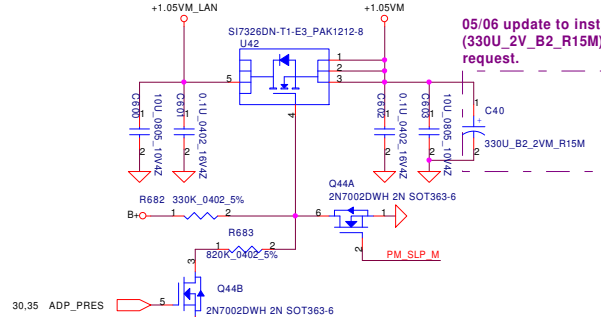 +1.05VM_LAN
+1.05VM
05/06 update to inst
(330U_2V_B2_R15M)
request.
SI7326DN-T1-E3_PAK1212-8
U42
5
1
2
3
4
C600
10U_0805_10V4Z
1
2
C601
0.1U_0402_16V4Z
1
2
C602
0.1U_0402_16V4Z
1
2
C603
10U_0805_10V4Z
1
2
C40
1
+
2
330U_B2_2VM_R15M
R682 330K_0402_5%
B+
1
2
Q44A
2N7002DWH 2N SOT363-6
6
1
2
PM_SLP_M
R683
1
2
820K_0402_5%
3
Q44B
30,35 ADP_PRES
5
2N7002DWH 2N SOT363-6